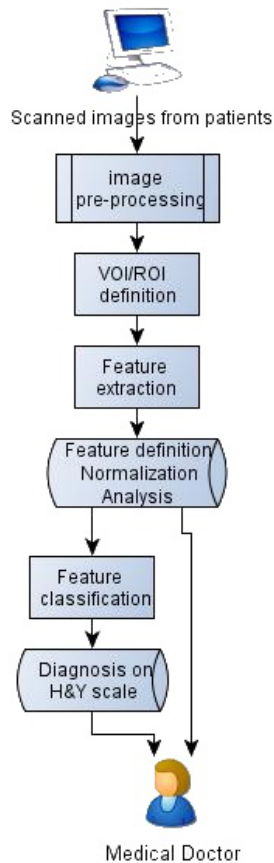 Scanned images from patients
image
pre-processing
VOI/ROI
definition
Feature
extraction
Feature definition
Normalization
Analysis
Feature
classification
Diagnosis on
H&Y scale
Medical Doctor